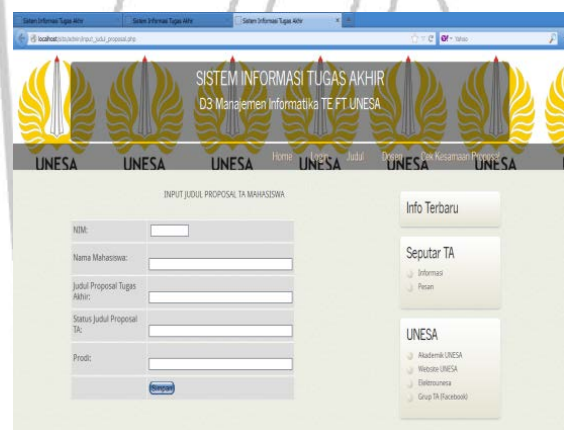 Sistem Informasi Tugas Akhir
Sistem Informasi Tugas Akhir
Sistem Informasi Tugas Akhir
Yahoo
SISTEM INFORMASI TUGAS AKHIR
D3 Manajemen Informatika TE FT UNESA
Home Login Judul Dosen Cek Kesamaan Proposal
UNESA UNESA UNESA UNESA UNESA UNESA
INPUT JUDUL PROPOSAL TA MAHASISWA
NIM:
Nama Mahasiswa:
Judul Proposal Tugas
Akhir:
Status Judul Proposal
TA:
Prodi:
Simpan
Info Terbaru
Seputar TA
Informasi
Pesan
UNESA
Akademik UNESA
Website UNESA
Elektrounesa
Grup TA (Facebook)